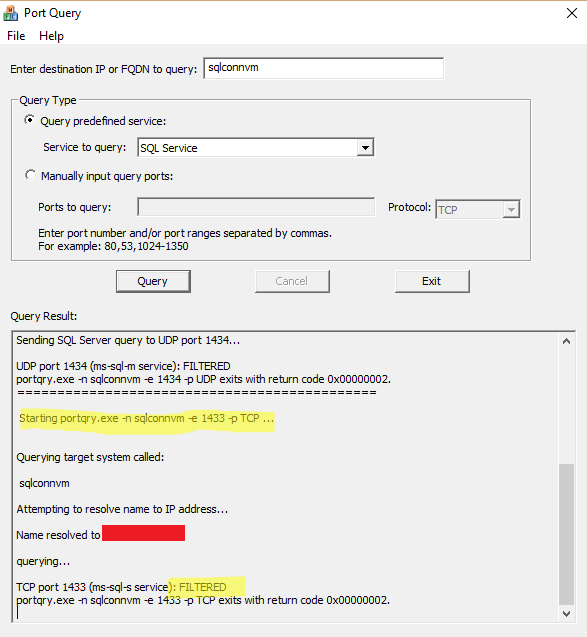 Port Query
File Help
Enter destination IP or FQDN to query: sqlconnvm
Query Type
Query predefined service:
Service to query: SQL Service
Manually input query ports:
Ports to query: Protocol: TCP
Enter port number and/or port ranges separated by commas.
For example: 80,53,1024-1350
Query Cancel Exit
Query Result:
Sending SQL Server query to UDP port 1434...
UDP port 1434 (ms-sql-m service): FILTERED
portqry.exe -n sqlconnvm -e 1434 -p UDP exits with return code 0x00000002.
=============================================
Starting portqry.exe -n sqlconnvm -e 1433 -p TCP ...
Querying target system called:
sqlconnvm
Attempting to resolve name to IP address...
Name resolved to
querying...
TCP port 1433 (ms-sql-s service): FILTERED
portqry.exe -n sqlconnvm -e 1433 -p TCP exits with return code 0x00000002.